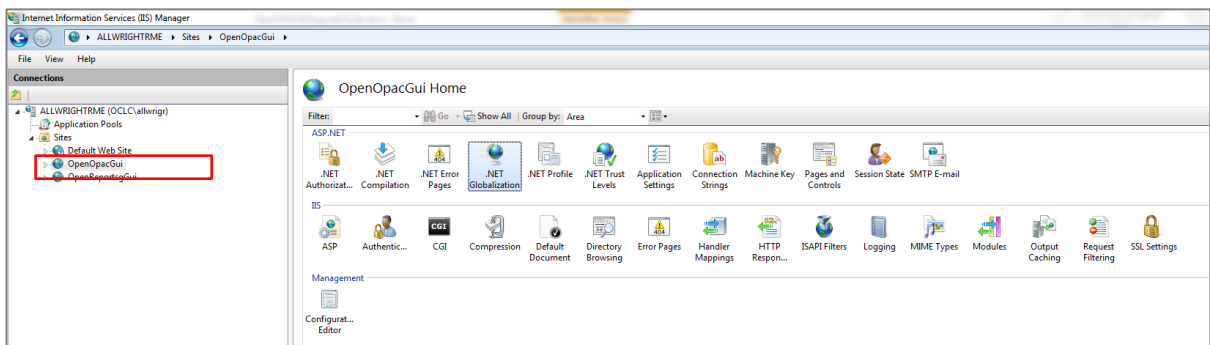 Internet Information Services (IIS) Manager
ALLWRIGHTRME Sites OpenOpacGui
File View Help
Connections
ALLWRIGHTRME (OCLC\allwrigr)
Application Pools
Sites
Default Web Site
OpenOpacGui
OpenReportsgGui
OpenOpacGui Home
Filter: Go Show All Group by: Area
ASP.NET
.NET Authorizat...
.NET Compilation
.NET Error Pages
.NET Globalization
.NET Profile
.NET Trust Levels
Application Settings
Connection Strings
Machine Key
Pages and Controls
Session State
SMTP E-mail
IIS
ASP
Authentic...
CGI
Compression
Default Document
Directory Browsing
Error Pages
Handler Mappings
HTTP Respon...
ISAPI Filters
Logging
MIME Types
Modules
Output Caching
Request Filtering
SSL Settings
Management
Configurat... Editor